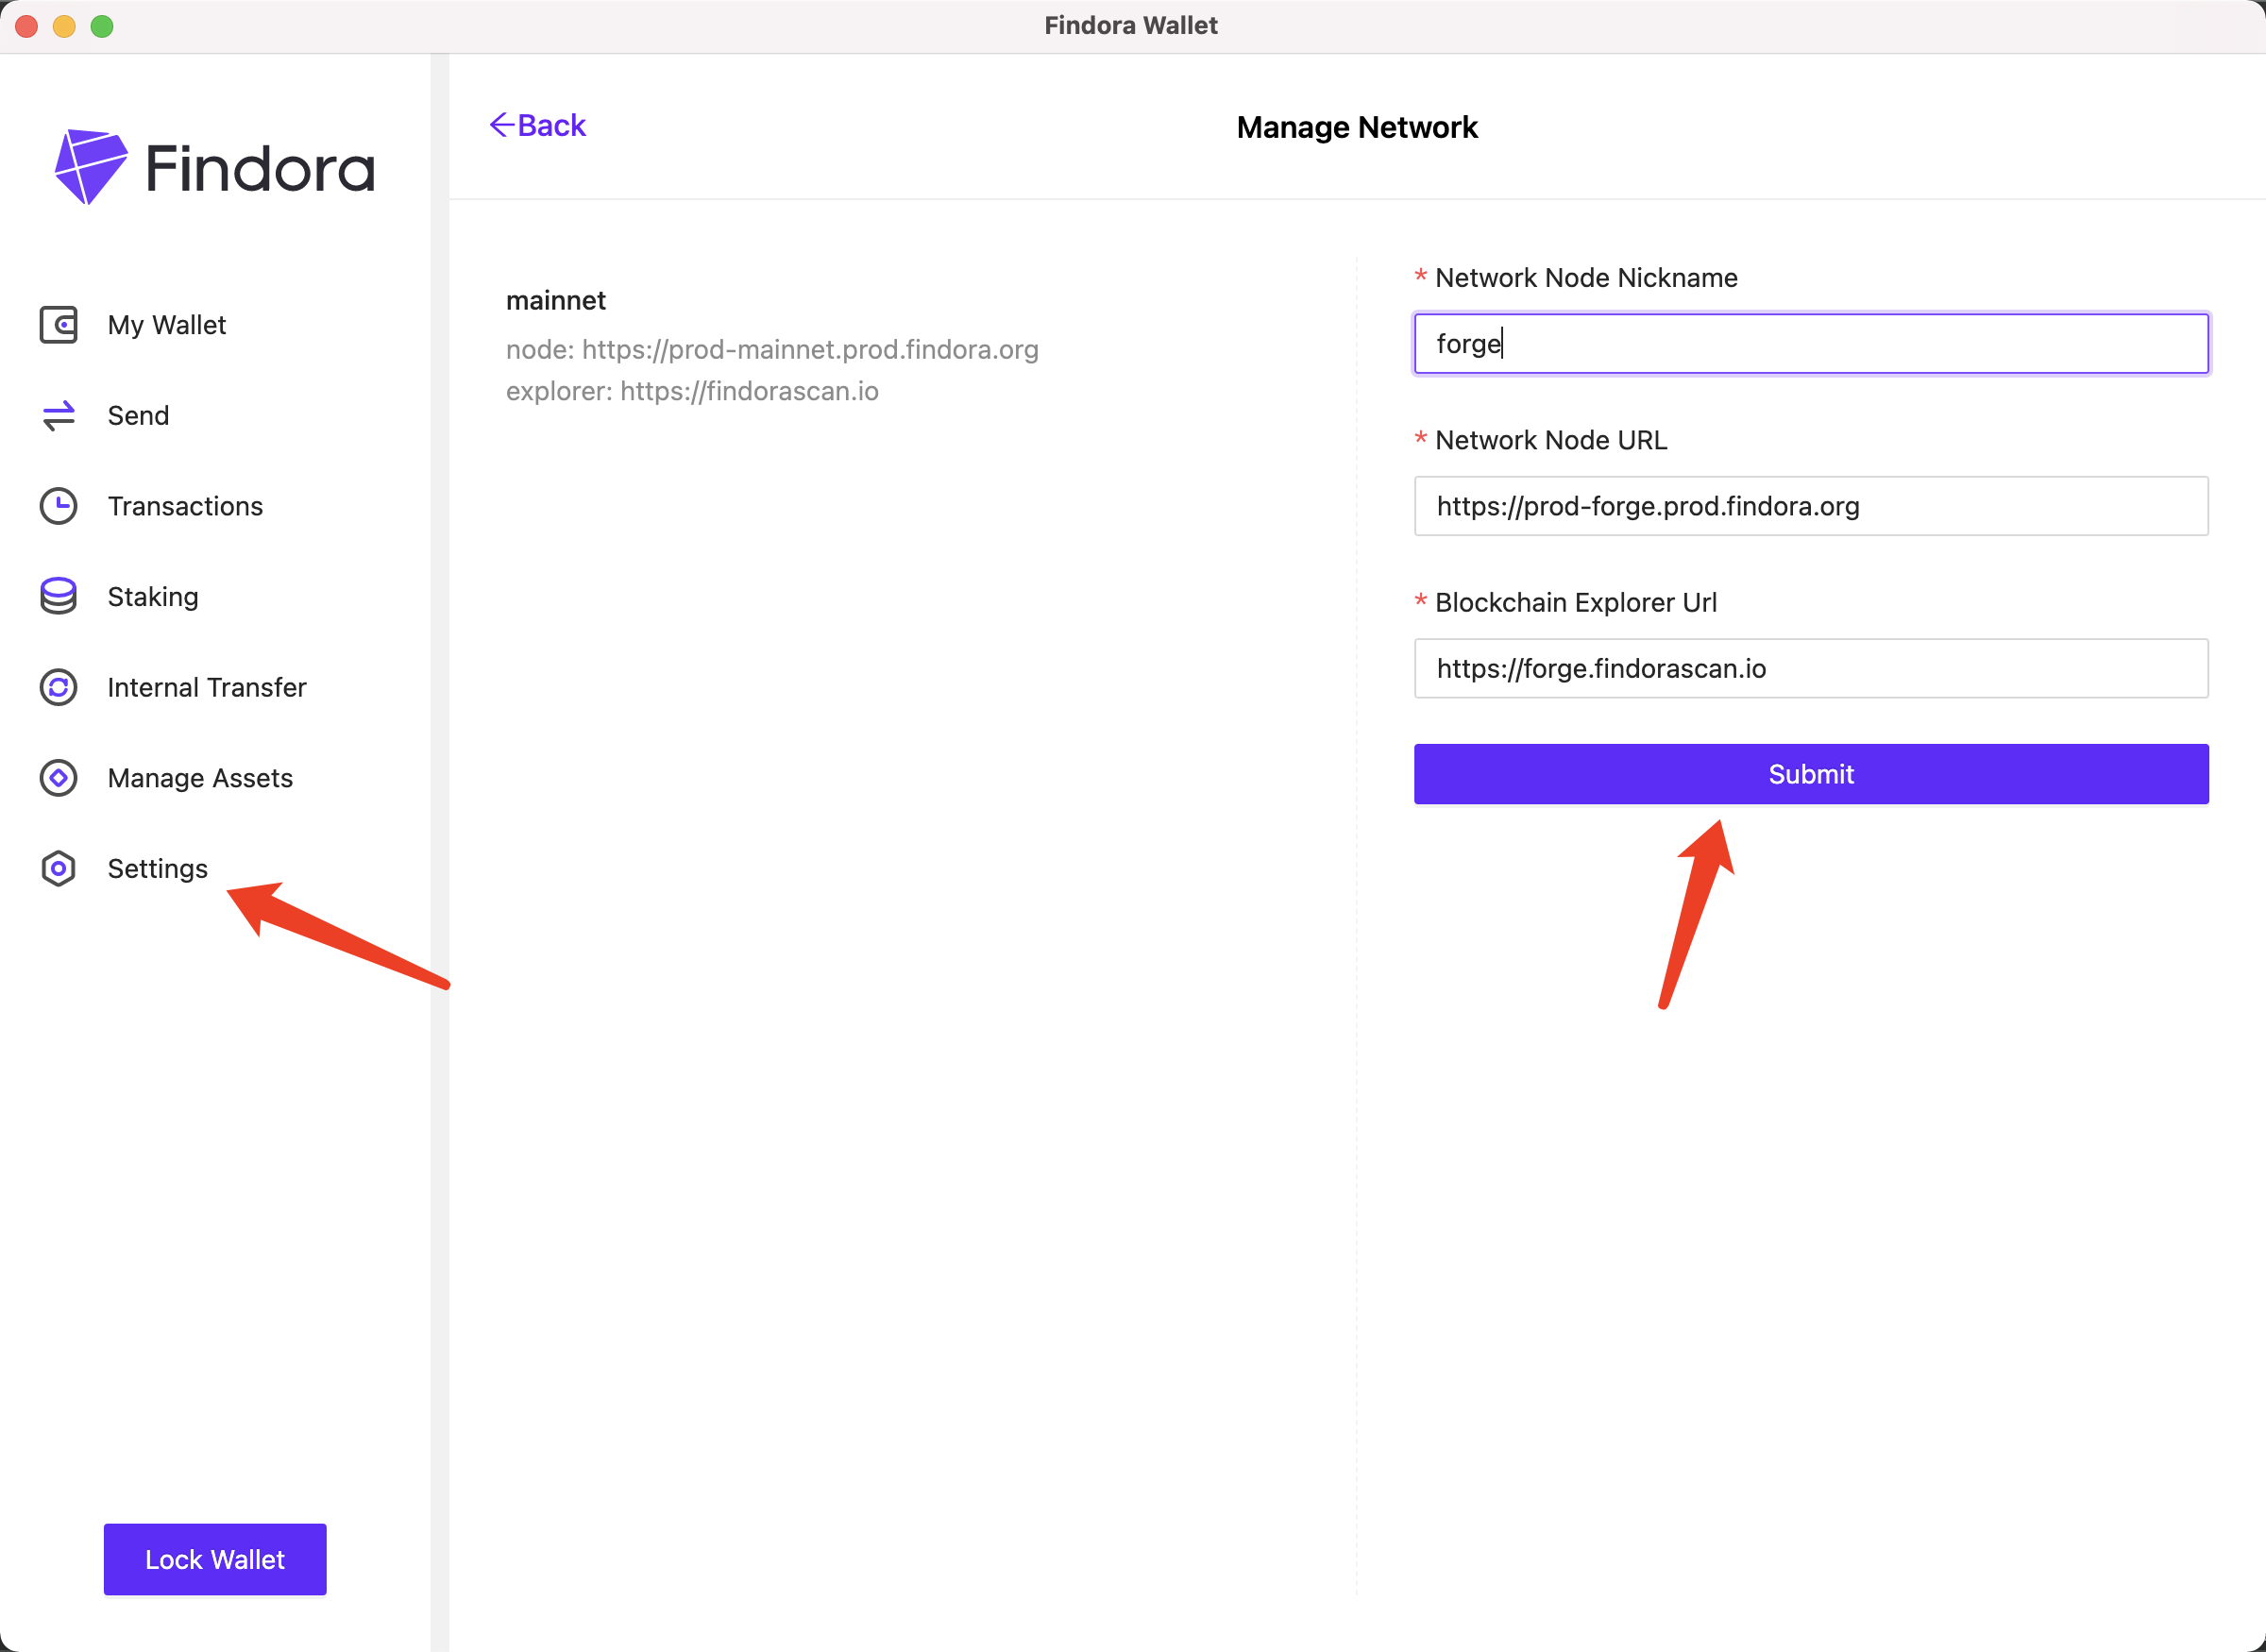 Findora Wallet
Findora
My Wallet
Send
Transactions
Staking
Internal Transfer
Manage Assets
Settings
Lock Wallet
←Back
Manage Network
mainnet
node: https://prod-mainnet.prod.findora.org
explorer: https://findorascan.io
* Network Node Nickname
forge
* Network Node URL
https://prod-forge.prod.findora.org
* Blockchain Explorer Url
https://forge.findorascan.io
Submit